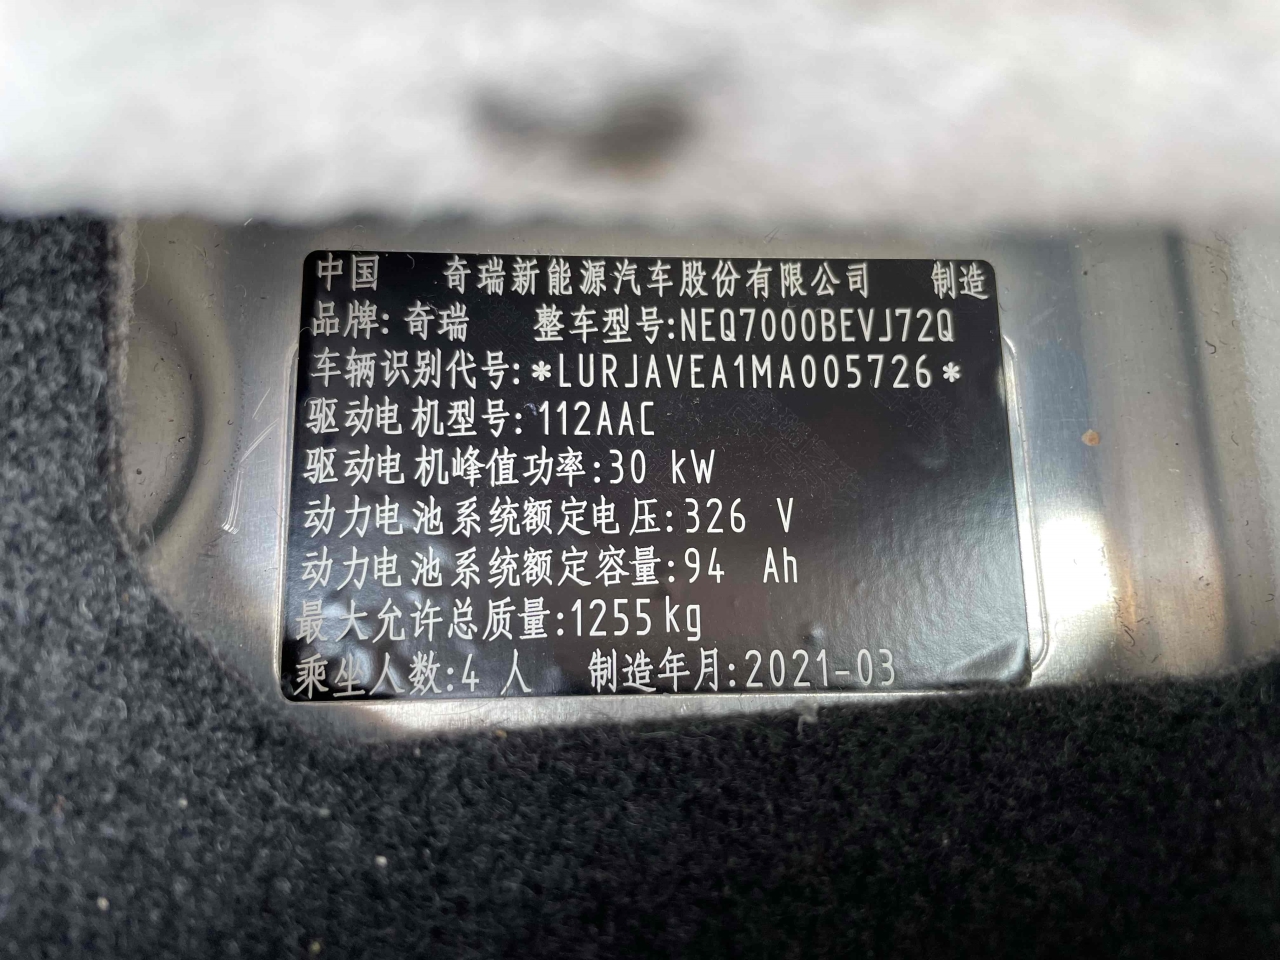 中国 奇瑞新能源汽车股份有限公司 制造
品牌: 奇瑞 整车型号:NEQ7000BEVJ72Q
车辆识别代号: *LURJAVEA1MA005726*
驱动电机型号: 112AAC
驱动电机峰值功率:30 kW
动力电池系统额定电压:326 V
动力电池系统额定容量:94 Ah
最大允许总质量:1255kg
乘坐人数:4 人 制造年月:2021-03